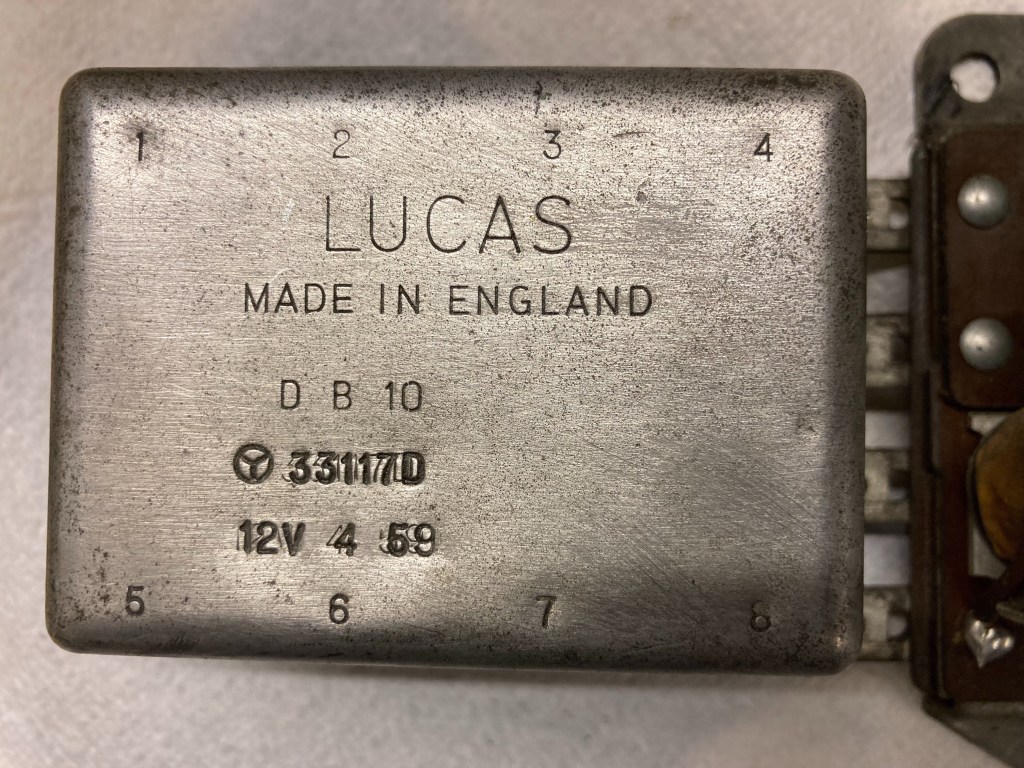 1 2 3 4
LUCAS
MADE IN ENGLAND
D B 10
33117D
12V 4 59
5 6 7 8